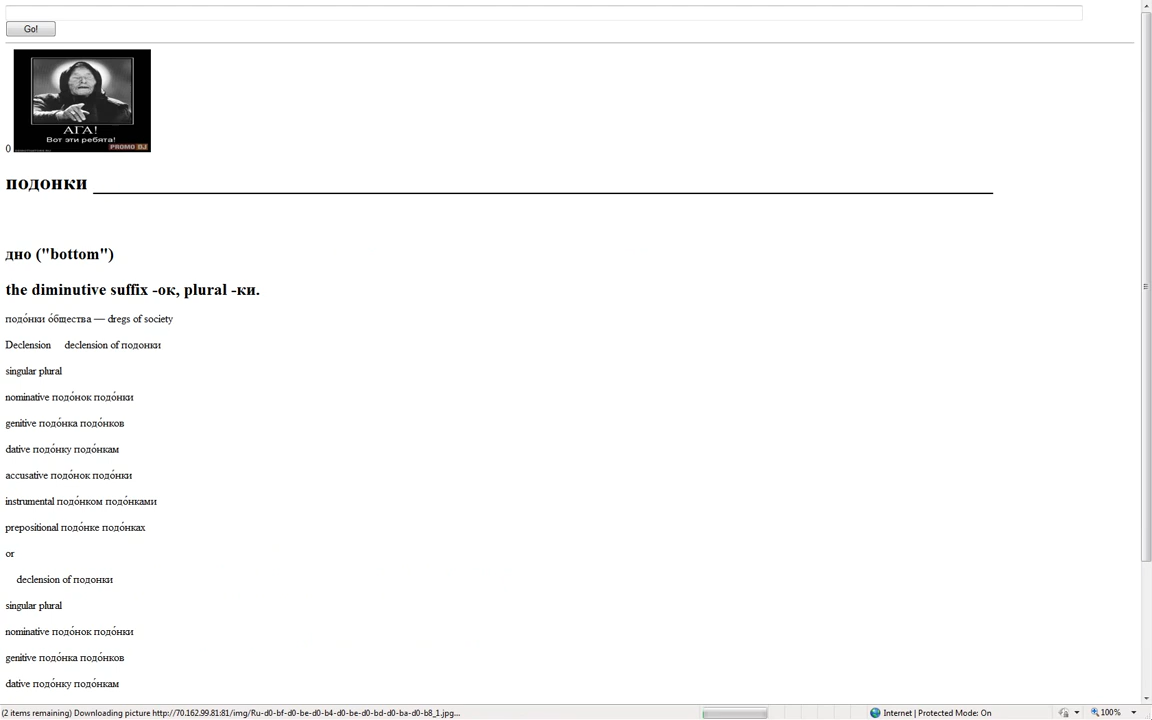 Go!
АГА!
Вот эти ребята!
PROMO DJ
0
подонки
дно ("bottom")
the diminutive suffix -ок, plural -ки.
подо́нки о́бщества — dregs of society
Declension declension of подонки
singular plural
nominative подо́нок подо́нки
genitive подо́нка подо́нков
dative подо́нку подо́нкам
accusative подо́нок подо́нки
instrumental подо́нком подо́нками
prepositional подо́нке подо́нках
or
declension of подонки
singular plural
nominative подо́нок подо́нки
genitive подо́нка подо́нков
dative подо́нку подо́нкам
(2 items remaining) Downloading picture http://70.162.99.81:81/img/Ru-d0-bf-d0-be-d0-b4-d0-be-d0-bd-d0-ba-d0-b8_1.jpg... Internet | Protected Mode: On 100%